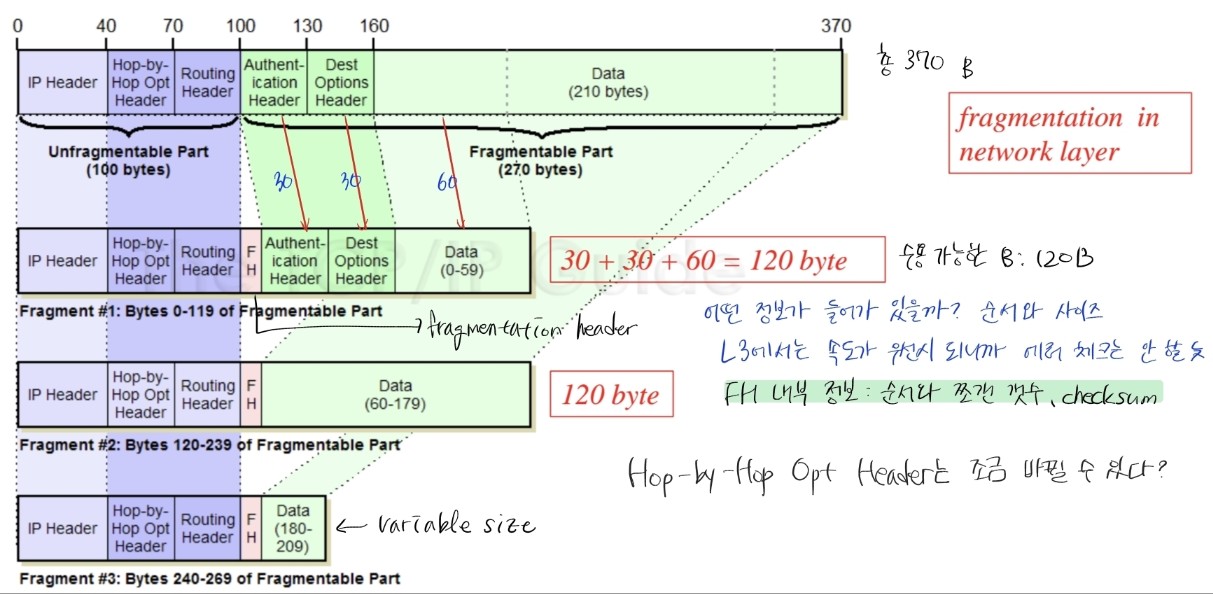 0 40 70 100 130 160 370
IP Header
Hop-by-
Hop Opt
Header
Routing
Header
Authent-
ication
Header
Dest
Options
Header
Data
(210 bytes)
총 370 B
fragmentation in
network layer
Unfragmentable Part
(100 bytes)
Fragmentable Part
(270 bytes)
30 30 60
IP Header
Hop-by-
Hop Opt
Header
Routing
Header
F
H
Authent-
ication
Header
Dest
Options
Header
Data
(0-59)
30 + 30 + 60 = 120 byte
수용 가능한 B: 120B
Fragment #1: Bytes 0-119 of Fragmentable Part
fragmentation header
어떤 정보가 들어가 있을까? 순서와 사이즈
L3에서는 속도가 우선시 되니까 에러 체크는 안 할 듯
FH 내부 정보: 순서와 쪼갠 갯수, checksum
IP Header
Hop-by-
Hop Opt
Header
Routing
Header
F
H
Data
(60-179)
120 byte
Fragment #2: Bytes 120-239 of Fragmentable Part
Hop-by-Hop Opt Header는 조금 바뀔 수 있다?
IP Header
Hop-by-
Hop Opt
Header
Routing
Header
F
H
Data
(180-
209)
← variable size
Fragment #3: Bytes 240-269 of Fragmentable Part